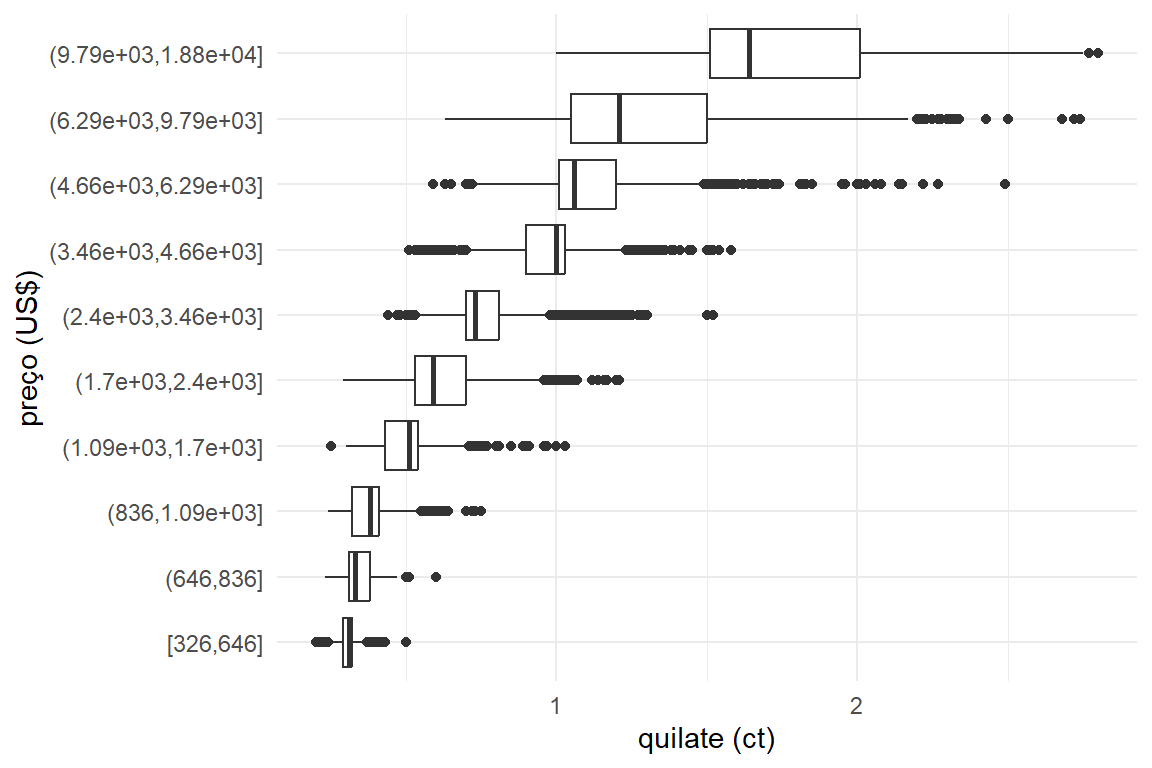 (9.79e+03,1.88e+04]
(6.29e+03,9.79e+03]
(4.66e+03,6.29e+03]
(3.46e+03,4.66e+03]
(2.4e+03,3.46e+03]
(1.7e+03,2.4e+03]
(1.09e+03,1.7e+03]
(836,1.09e+03]
(646,836]
[326,646]
preço (US$)
1 2
quilate (ct)